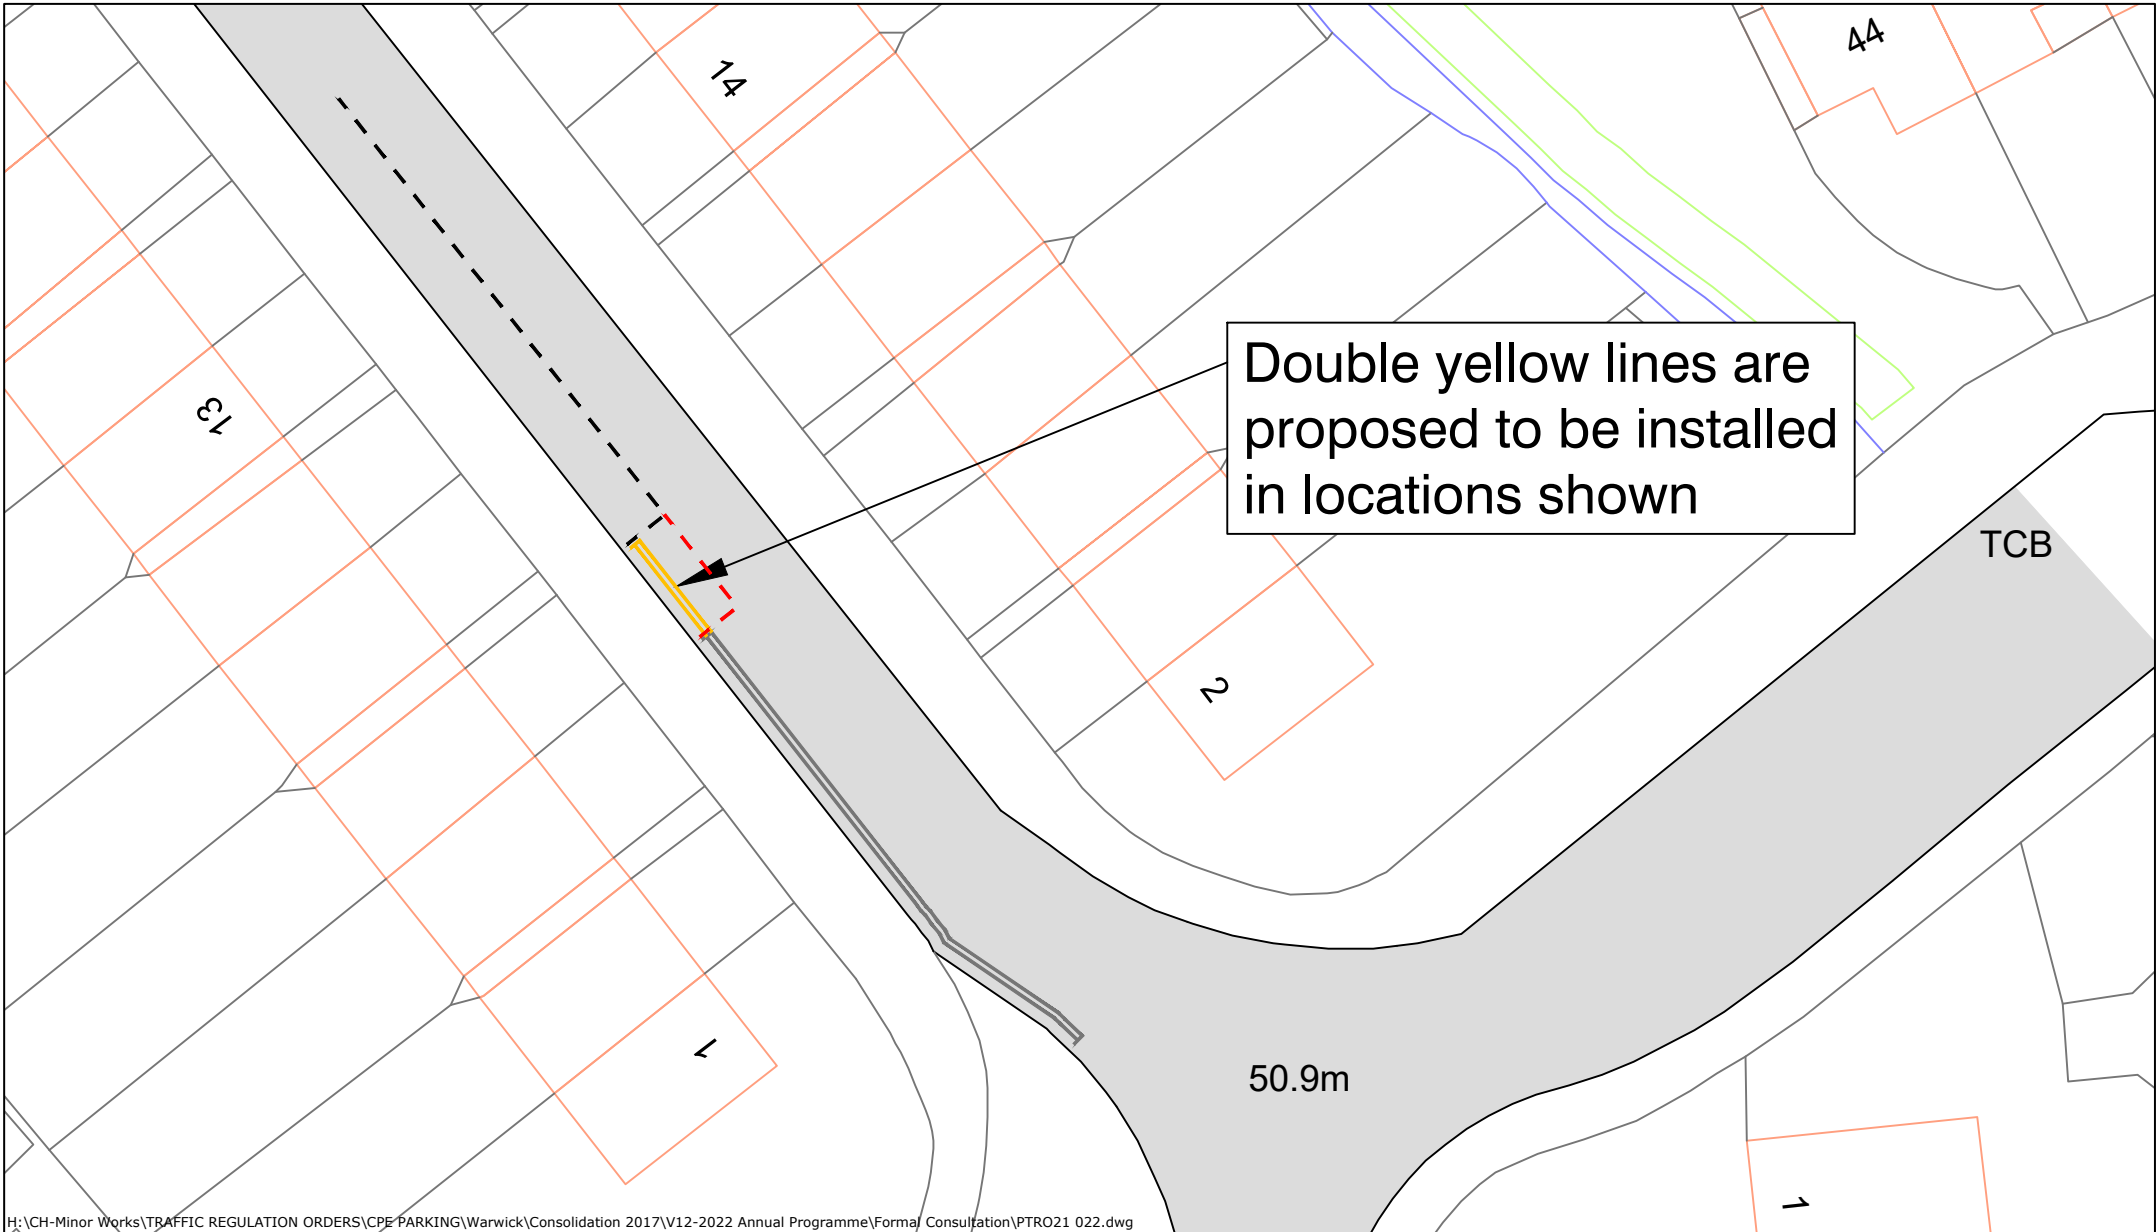 44
14
13
Double yellow lines are
proposed to be installed
in locations shown
TCB
2
1
50.9m
1
H:\CH-Minor Works\TRAFFIC REGULATION ORDERS\CPE PARKING\Warwick\Consolidation 2017\V12-2022 Annual Programme\Formal Consultation\PTRO21 022.dwg